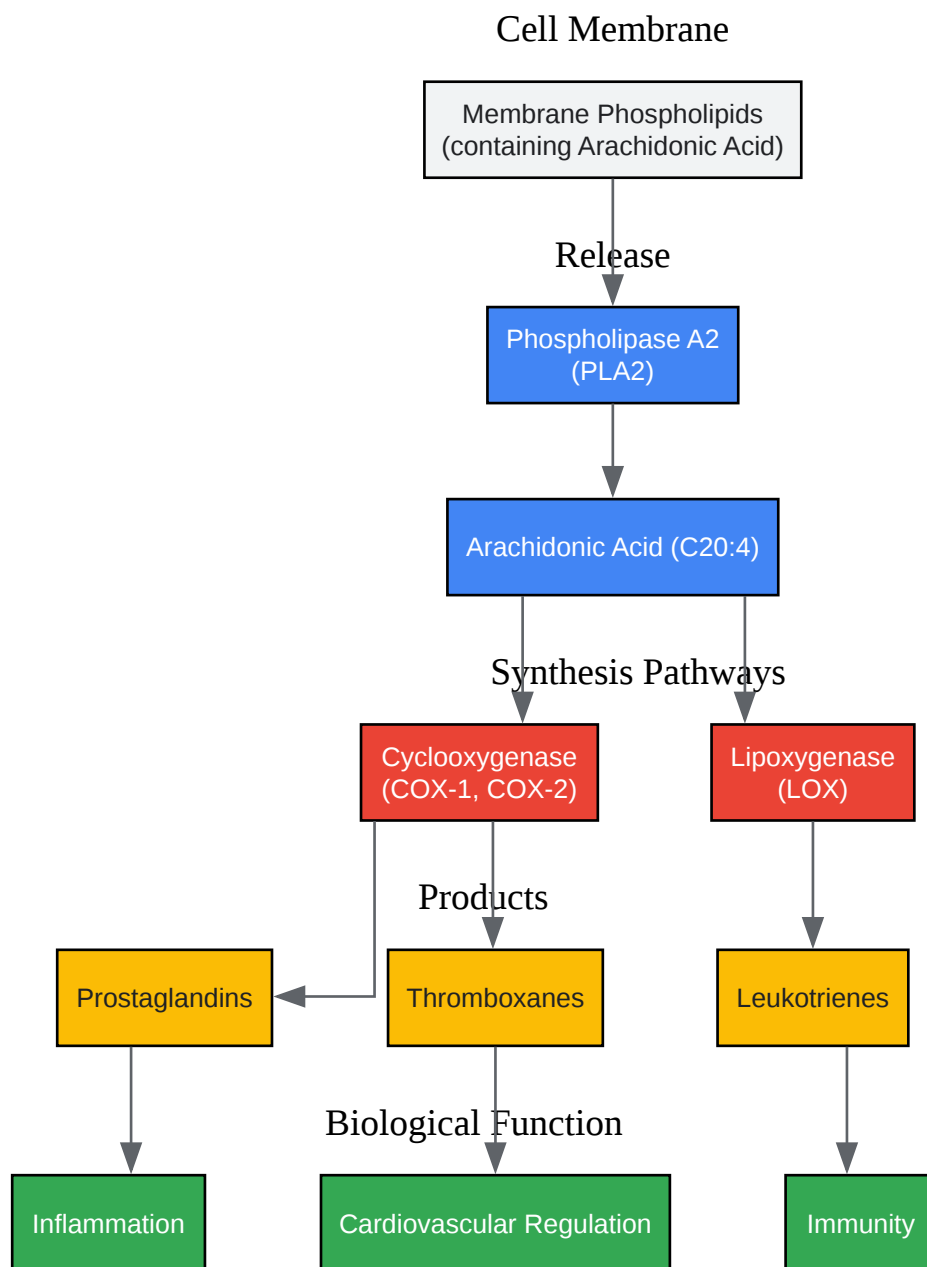 Cell Membrane
Membrane Phospholipids
(containing Arachidonic Acid)
Release
Phospholipase A2
(PLA2)
Arachidonic Acid (C20:4)
Synthesis Pathways
Cyclooxygenase
(COX-1, COX-2)
Lipoxygenase
(LOX)
Products
Prostaglandins
Thromboxanes
Leukotrienes
Biological Function
Inflammation
Cardiovascular Regulation
Immunity